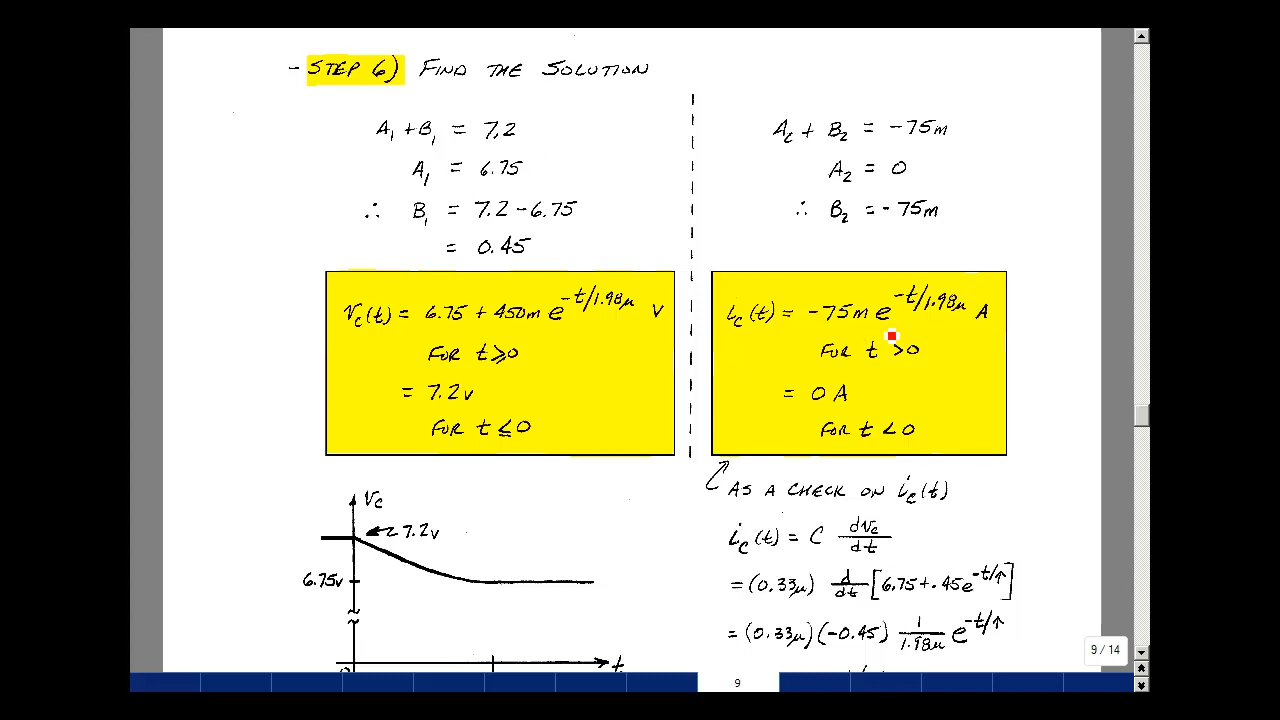 - STEP 6) FIND THE SOLUTION
A₁ + B₁ = 7.2
A₁ = 6.75
∴ B₁ = 7.2 - 6.75
= 0.45
Vc(t) = 6.75 + 450m e^-t/1.98μ V
FOR t ≥ 0
= 7.2V
FOR t ≤ 0
Ac + B₂ = -75m
A₂ = 0
∴ B₂ = -75m
ic(t) = -75m e^-t/1.98μ A
FOR t > 0
= 0 A
FOR t < 0
AS A CHECK ON ic(t)
ic(t) = C dVc/dt
= (0.33μ) d/dt [6.75 + .45e^-t/↑]
= (0.33μ)(-0.45) 1/1.98μ e^-t/↑
Vc
7.2V
6.75V
t
9 / 14
9